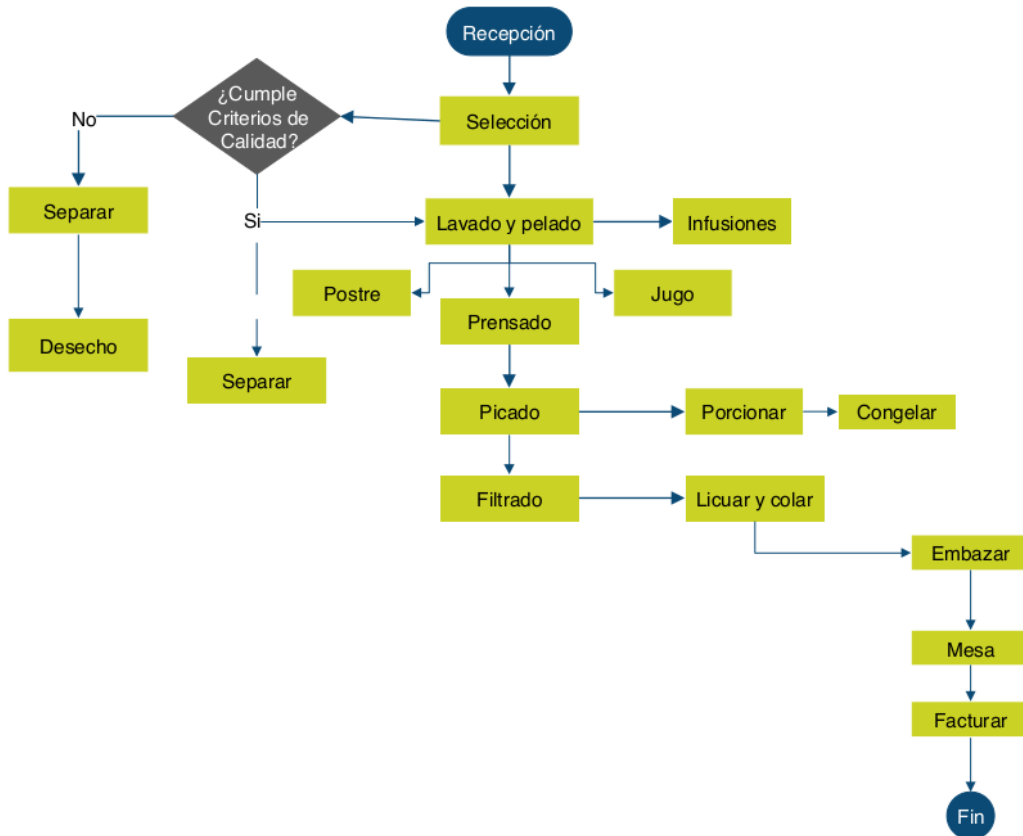 Recepción
¿Cumple
Criterios de
Calidad?
Selección
No
Separar
Si
Lavado y pelado
Infusiones
Postre
Jugo
Prensado
Desecho
Separar
Picado
Porcionar
Congelar
Filtrado
Licuar y colar
Embazar
Mesa
Facturar
Fin